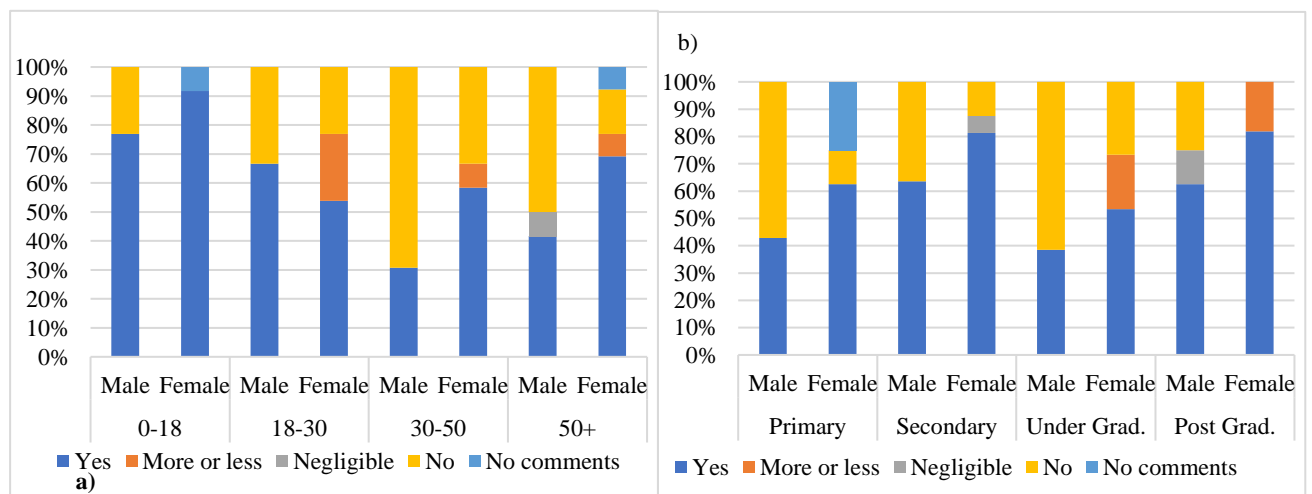 100%
90%
80%
70%
60%
50%
40%
30%
20%
10%
0%
Male Female Male Female Male Female Male Female
0-18 18-30 30-50 50+
Yes More or less Negligible No No comments
a)
b)
100%
90%
80%
70%
60%
50%
40%
30%
20%
10%
0%
Male Female Male Female Male Female Male Female
Primary Secondary Under Grad. Post Grad.
Yes More or less Negligible No No comments